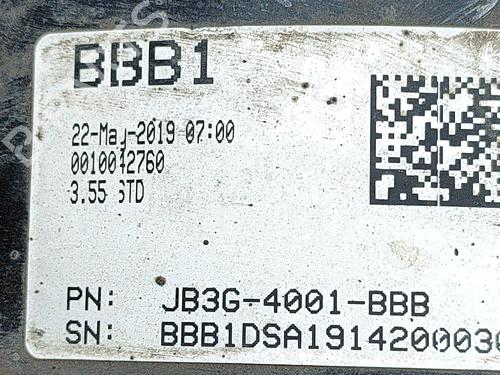 BBB1
22-May-2019 07:00
0010042760
3.55 STD
PN: JB3G-4001-BBB
SN: BBB1DSA1914200030